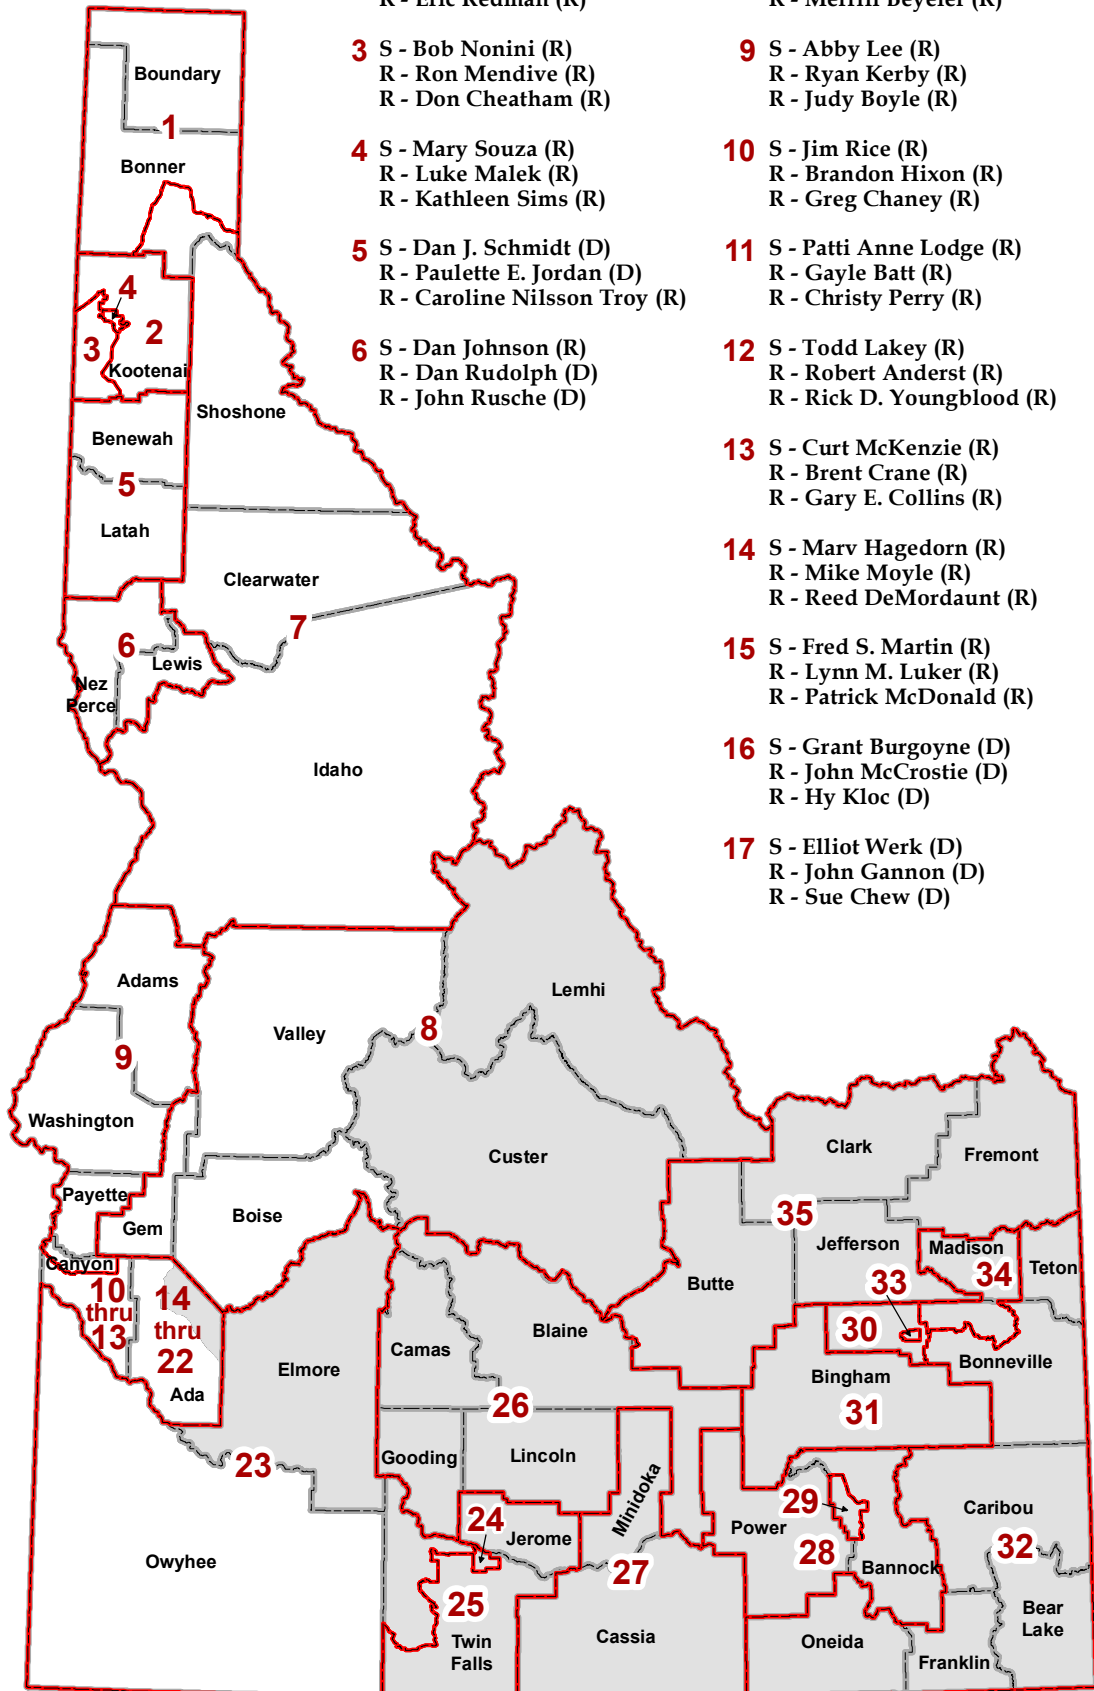 R - Eric Redman (R)
3 S - Bob Nonini (R)
R - Ron Mendive (R)
R - Don Cheatham (R)
4 S - Mary Souza (R)
R - Luke Malek (R)
R - Kathleen Sims (R)
5 S - Dan J. Schmidt (D)
R - Paulette E. Jordan (D)
R - Caroline Nilsson Troy (R)
6 S - Dan Johnson (R)
R - Dan Rudolph (D)
R - John Rusche (D)
R - Merrill Beyeler (R)
9 S - Abby Lee (R)
R - Ryan Kerby (R)
R - Judy Boyle (R)
10 S - Jim Rice (R)
R - Brandon Hixon (R)
R - Greg Chaney (R)
11 S - Patti Anne Lodge (R)
R - Gayle Batt (R)
R - Christy Perry (R)
12 S - Todd Lakey (R)
R - Robert Anderst (R)
R - Rick D. Youngblood (R)
13 S - Curt McKenzie (R)
R - Brent Crane (R)
R - Gary E. Collins (R)
14 S - Marv Hagedorn (R)
R - Mike Moyle (R)
R - Reed DeMordaunt (R)
15 S - Fred S. Martin (R)
R - Lynn M. Luker (R)
R - Patrick McDonald (R)
16 S - Grant Burgoyne (D)
R - John McCrostie (D)
R - Hy Kloc (D)
17 S - Elliot Werk (D)
R - John Gannon (D)
R - Sue Chew (D)
Boundary
1
Bonner
4
2
3
Kootenai
Shoshone
Benewah
5
Latah
Clearwater
7
6
Lewis
Nez
Perce
Idaho
Adams
Lemhi
Valley
8
9
Washington
Custer
Clark
Fremont
Payette
Boise
Gem
35
Jefferson
Madison
34
Teton
Canyon
10
thru
13
14
thru
22
Ada
Butte
33
30
Blaine
Camas
Elmore
Bonneville
Bingham
31
26
Gooding
Lincoln
23
Minidoka
24
Jerome
29
Power
28
Caribou
32
Owyhee
27
Bannock
25
Bear
Lake
Twin
Falls
Cassia
Oneida
Franklin